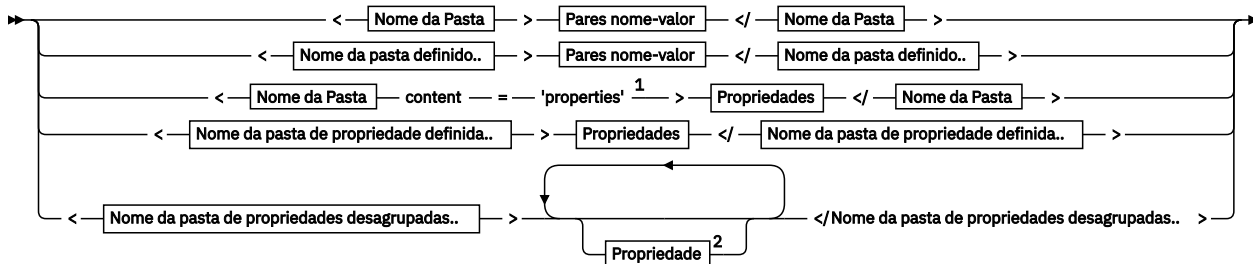 < Nome da Pasta > Pares nome-valor </ Nome da Pasta >
< Nome da pasta definido.. > Pares nome-valor </ Nome da pasta definido.. >
< Nome da Pasta content = 'properties' 1 > Propriedades </ Nome da Pasta >
< Nome da pasta de propriedade definida.. > Propriedades </ Nome da pasta de propriedade definida.. >
< Nome da pasta de propriedades desagrupadas.. > </ Nome da pasta de propriedades desagrupadas.. >
Propriedade 2